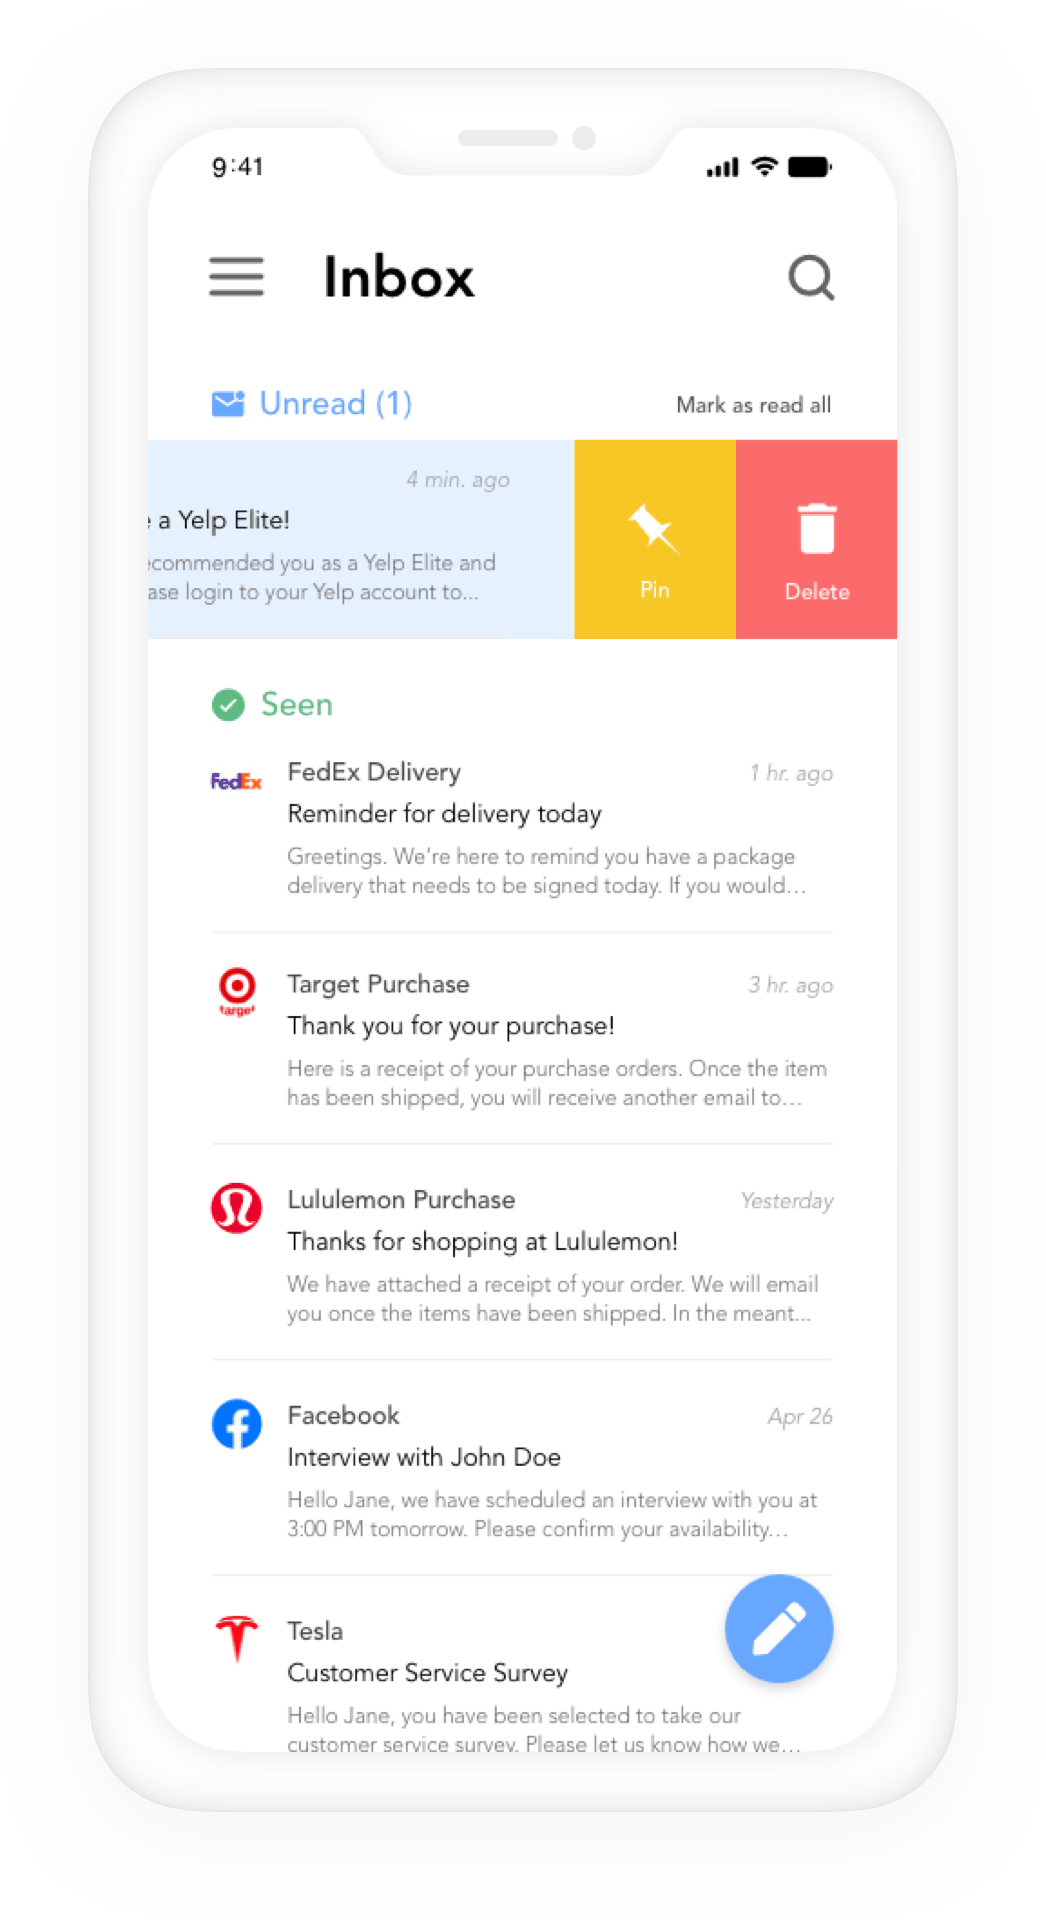 9:41
Inbox
Unread (1)
Mark as read all
4 min. ago
a Yelp Elite!
you as a Yelp Elite and
login to your Yelp account to...
Pin
Delete
Seen
FedEx
FedEx Delivery
1 hr. ago
Reminder for delivery today
Greetings. We’re here to remind you have a package
delivery that needs to be signed today. If you would...
target
Target Purchase
3 hr. ago
Thank you for your purchase!
Here is a receipt of your purchase orders. Once the item
has been shipped, you will receive another email to...
Lululemon Purchase
Yesterday
Thanks for shopping at Lululemon!
We have attached a receipt of your order. We will email
you once the items have been shipped. In the meant...
Facebook
Apr 26
Interview with John Doe
Hello Jane, we have scheduled an interview with you at
3:00 PM tomorrow. Please confirm your availability...
Tesla
Customer Service Survey
Hello Jane, you have been selected to take our
customer service survey. Please let us know how we...